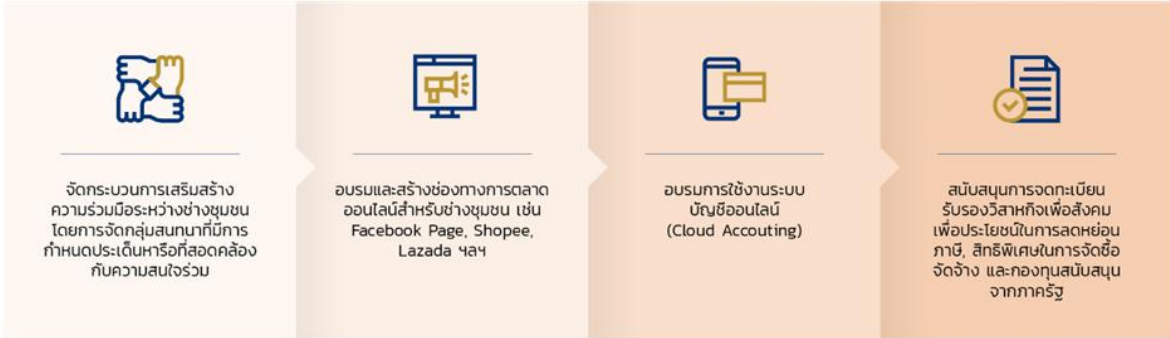 จัดกระบวนการเสริมสร้าง
ความร่วมมือระหว่างช่างชุมชน
โดยการจัดกลุ่มสนทนาที่มีการ
กำหนดประเด็นหารือที่สอดคล้อง
กับความสนใจร่วม
อบรมและสร้างช่องทางการตลาด
ออนไลน์สำหรับช่างชุมชน เช่น
Facebook Page, Shopee,
Lazada ฯลฯ
อบรมการใช้งานระบบ
บัญชีออนไลน์
(Cloud Accouting)
สนับสนุนการจดทะเบียน
รับรองวิสาหกิจเพื่อสังคม
เพื่อประโยชน์ในการลดหย่อน
ภาษี, สิทธิพิเศษในการจัดซื้อ
จัดจ้าง และกองทุนสนับสนุน
จากภาครัฐ